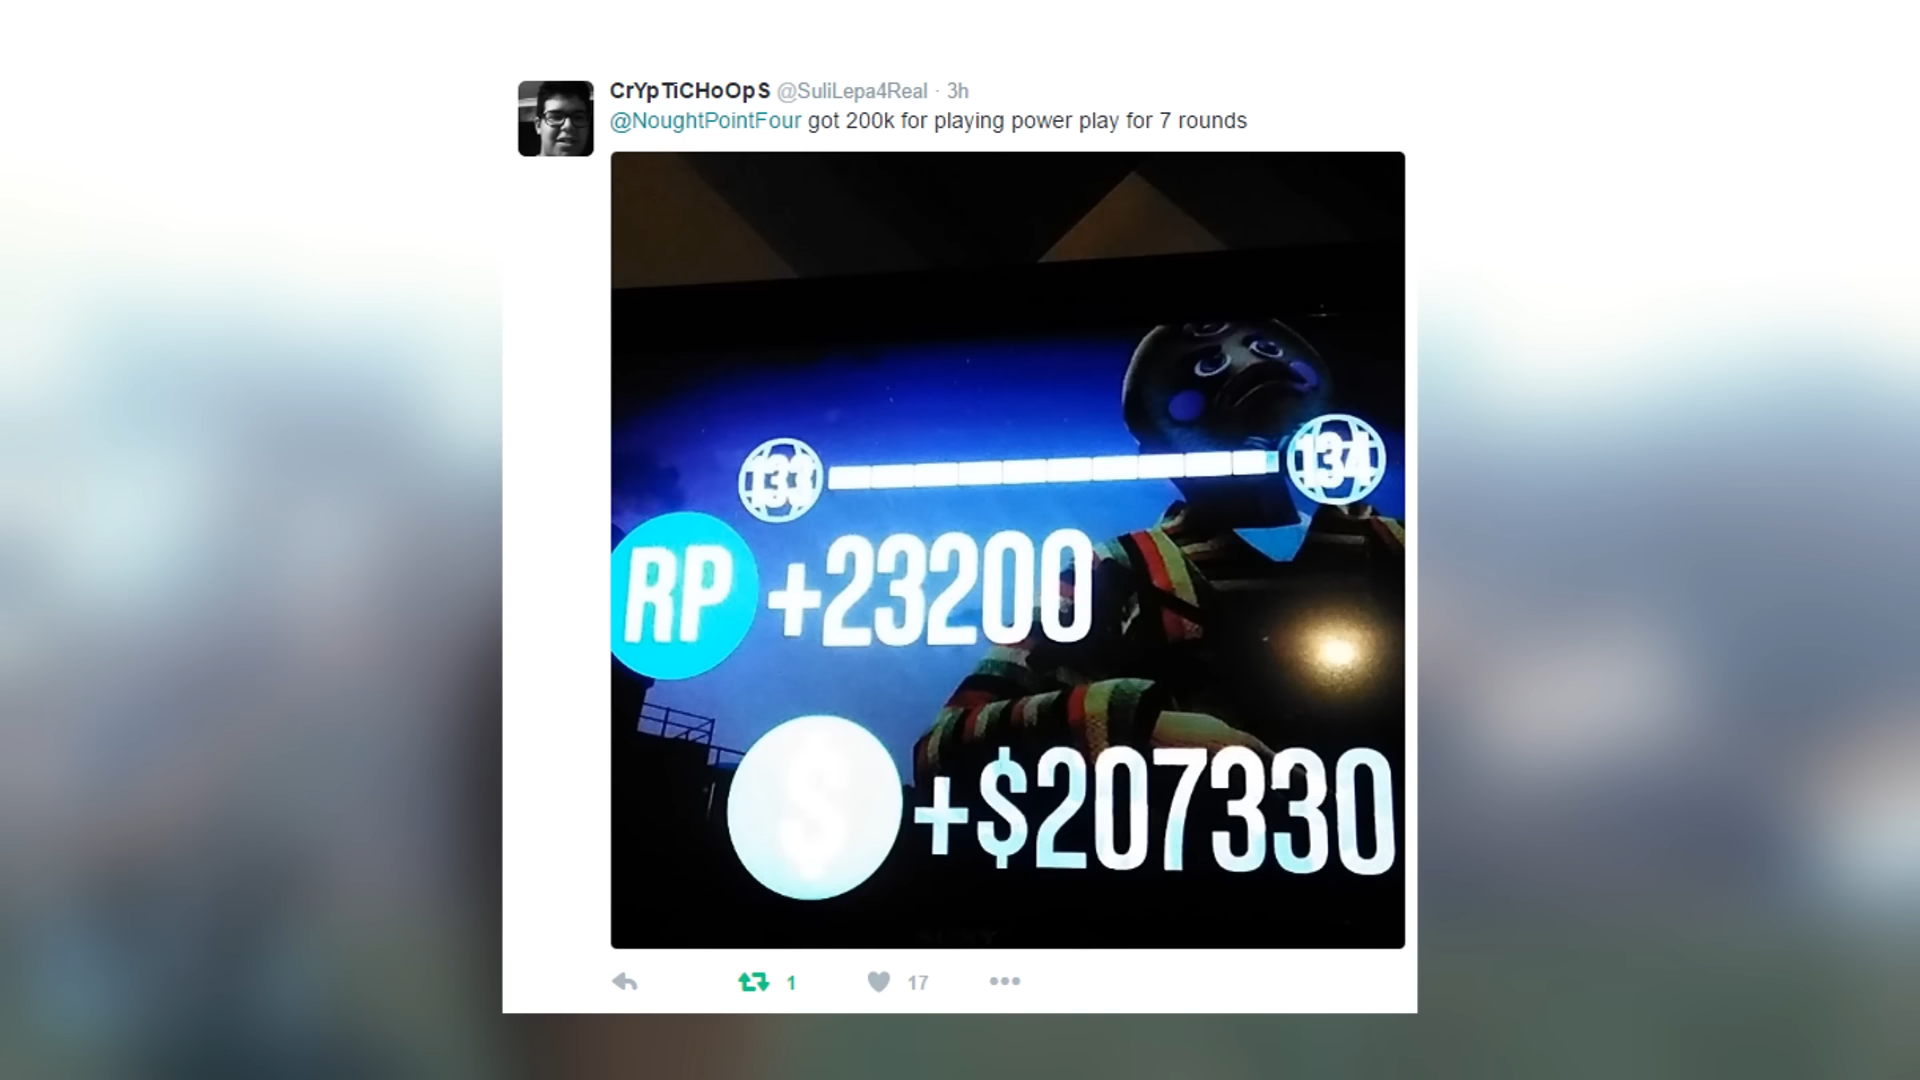 CrYpTiCHoOpS @SuliLepa4Real · 3h
@NoughtPointFour got 200k for playing power play for 7 rounds
133 134
RP +23200
$ +$207330
1 17